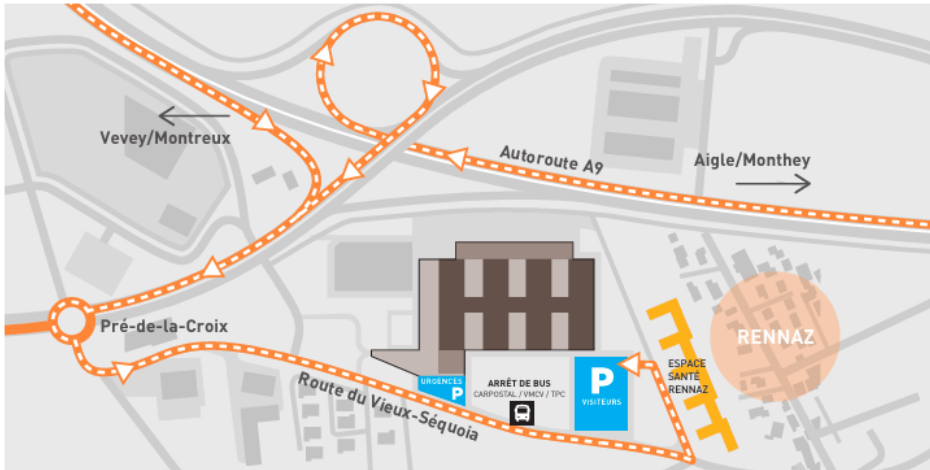 Vevey/Montreux
Autoroute A9
Aigle/Monthey
Pré-de-la-Croix
RENNAZ
ESPACE
SANTÉ
RENNAZ
URGENCES
P
ARRÊT DE BUS
CARPOSTAL / VMCV / TPC
P
VISITEURS
Route du Vieux-Séquoia